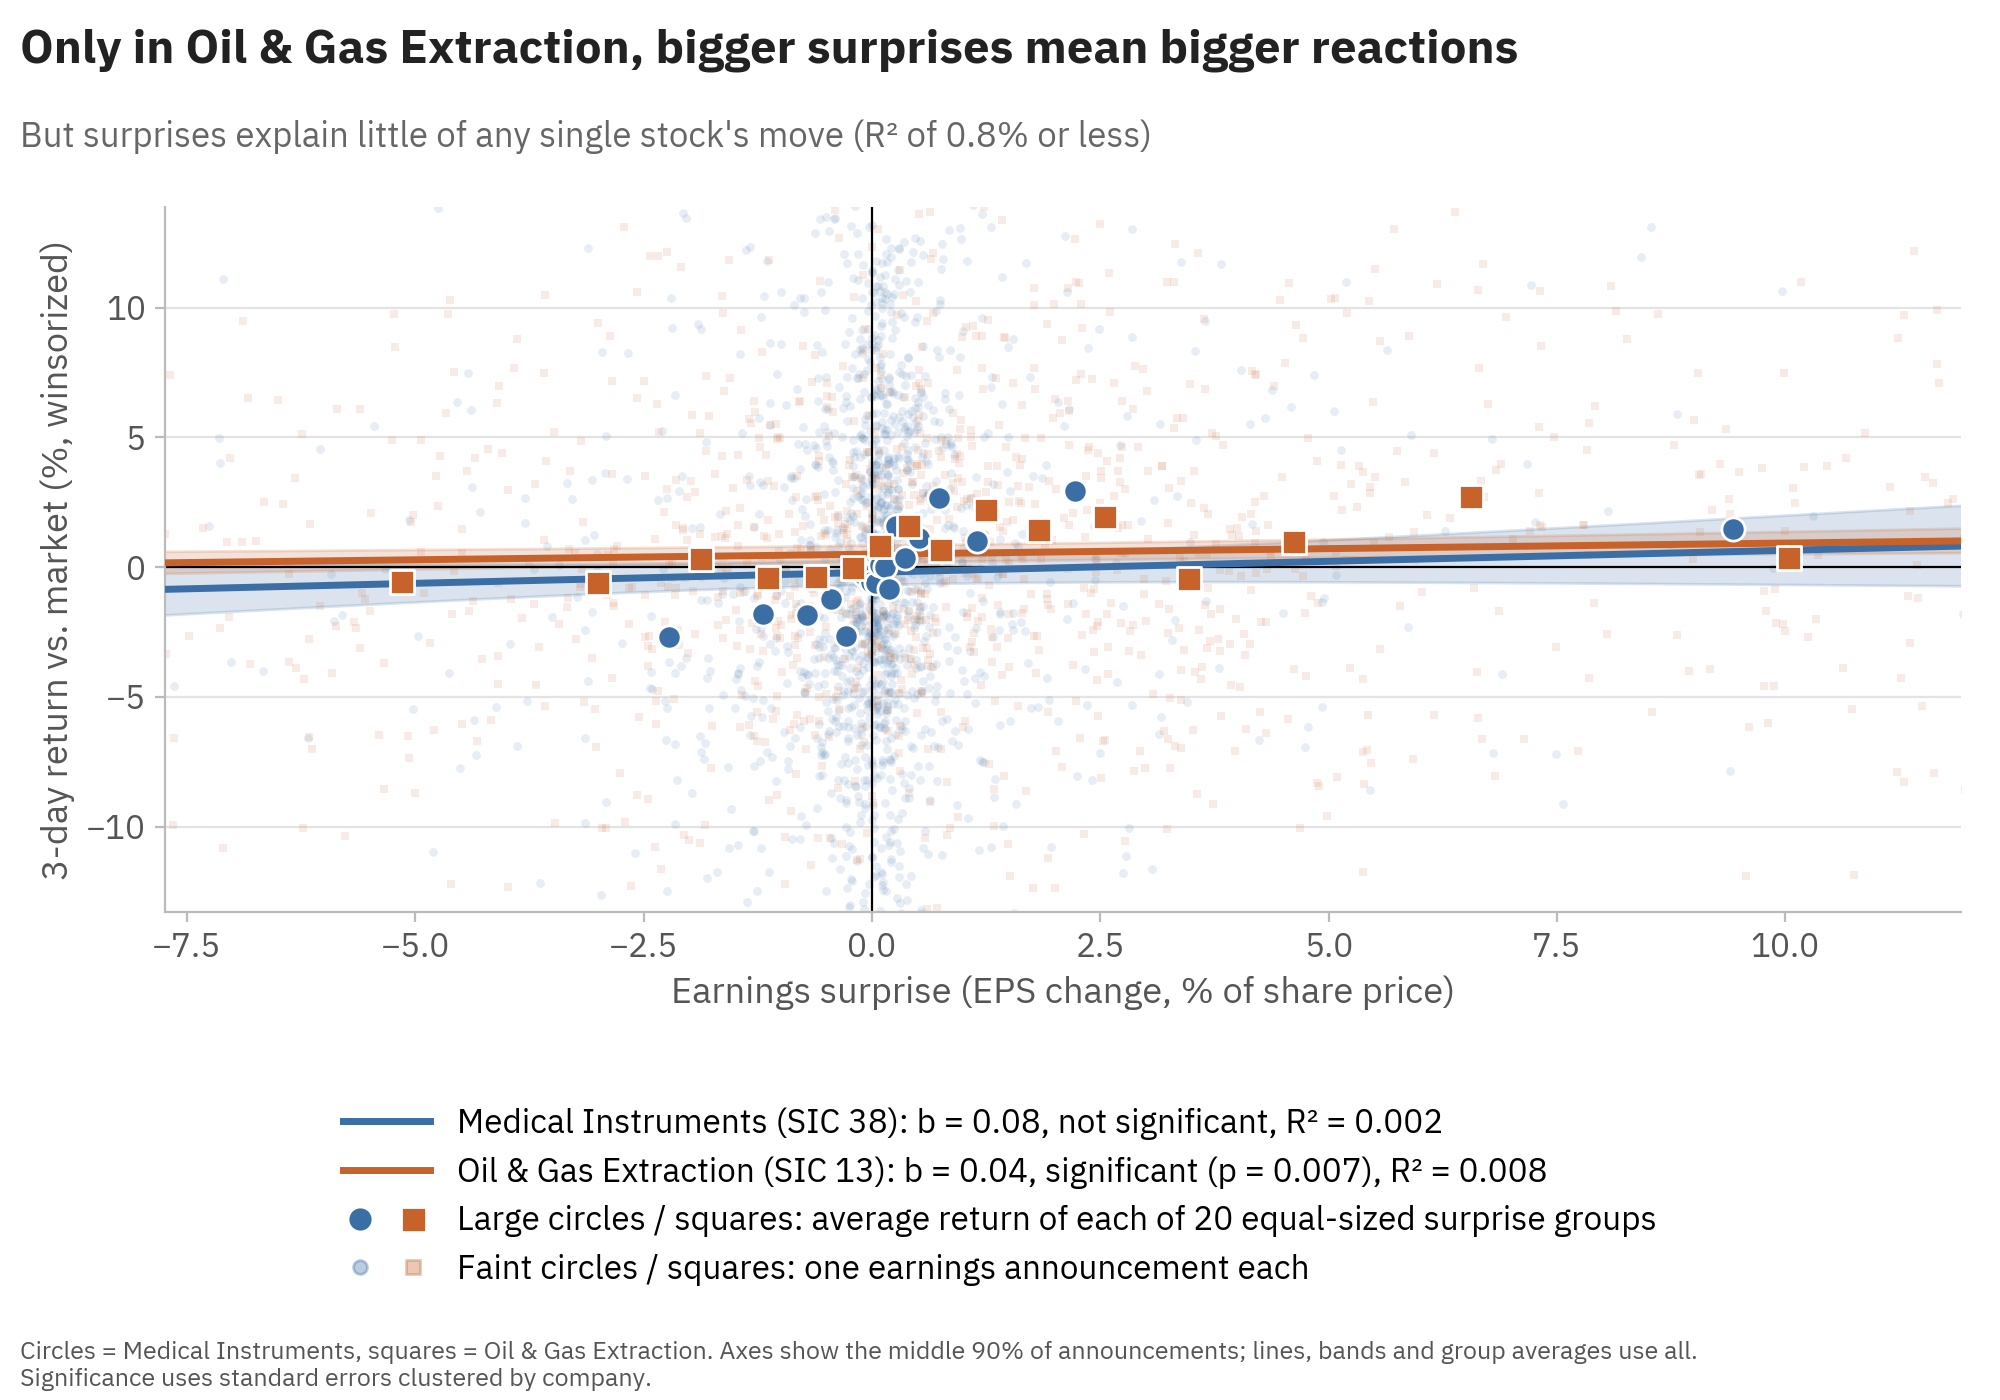 Only in Oil & Gas Extraction, bigger surprises mean bigger reactions
But surprises explain little of any single stock's move (R² of 0.8% or less)
3-day return vs. market (%, winsorized)
10
5
0
−5
−10
−7.5
−5.0
−2.5
0.0
2.5
5.0
7.5
10.0
Earnings surprise (EPS change, % of share price)
Medical Instruments (SIC 38): b = 0.08, not significant, R² = 0.002
Oil & Gas Extraction (SIC 13): b = 0.04, significant (p = 0.007), R² = 0.008
Large circles / squares: average return of each of 20 equal-sized surprise groups
Faint circles / squares: one earnings announcement each
Circles = Medical Instruments, squares = Oil & Gas Extraction. Axes show the middle 90% of announcements; lines, bands and group averages use all.
Significance uses standard errors clustered by company.